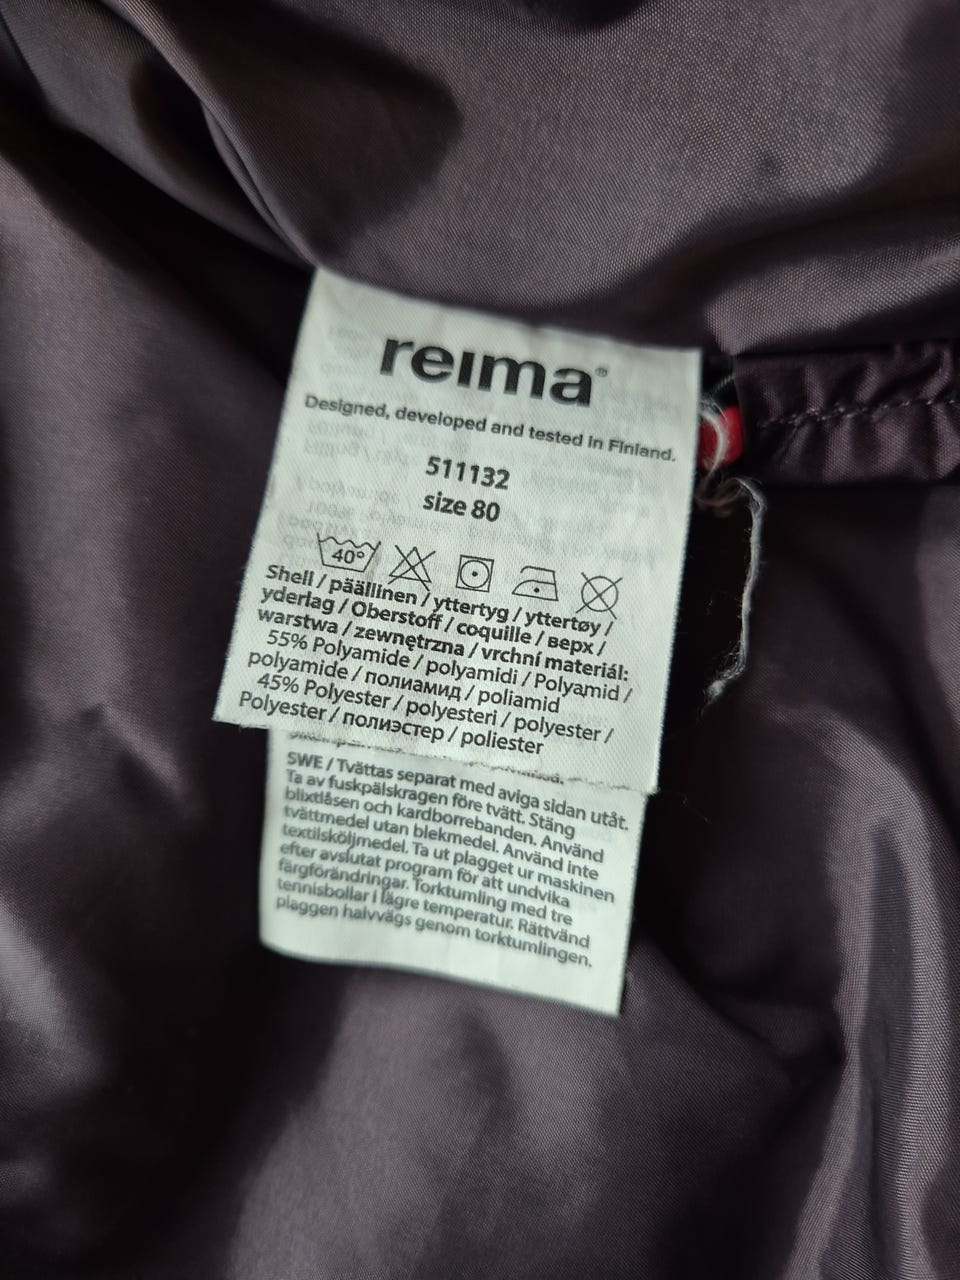 reima®
Designed, developed and tested in Finland.
511132
size 80
40°
Shell / päällinen / yttertyg / yttertøy /
yderlag / Oberstoff / coquille / верх /
warstwa / zewnętrzna / vrchní materiál:
55% Polyamide / polyamidi / Polyamid /
polyamide / полиамид / poliamid
45% Polyester / polyesteri / polyester /
Polyester / полиэстер / poliester
SWE / Tvättas separat med aviga sidan utåt.
Ta av fuskpälskragen före tvätt. Stäng
blixtlåsen och kardborrebanden. Använd
tvättmedel utan blekmedel. Använd inte
textilsköljmedel. Ta ut plagget ur maskinen
efter avslutat program för att undvika
färgförändringar. Torktumling med tre
tennisbollar i lägre temperatur. Rättvänd
plaggen halvvägs genom torktumlingen.